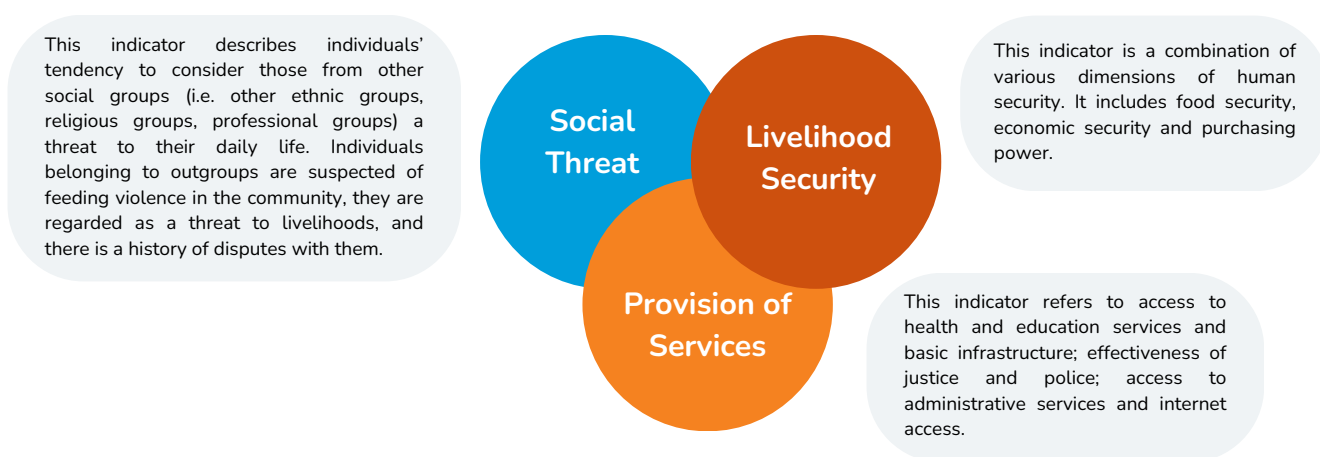 This indicator describes individuals’
tendency to consider those from other
social groups (i.e. other ethnic groups,
religious groups, professional groups) a
threat to their daily life. Individuals
belonging to outgroups are suspected of
feeding violence in the community, they are
regarded as a threat to livelihoods, and
there is a history of disputes with them.
Social
Threat
Livelihood
Security
This indicator is a combination of
various dimensions of human
security. It includes food security,
economic security and purchasing
power.
Provision of
Services
This indicator refers to access to
health and education services and
basic infrastructure; effectiveness of
justice and police; access to
administrative services and internet
access.